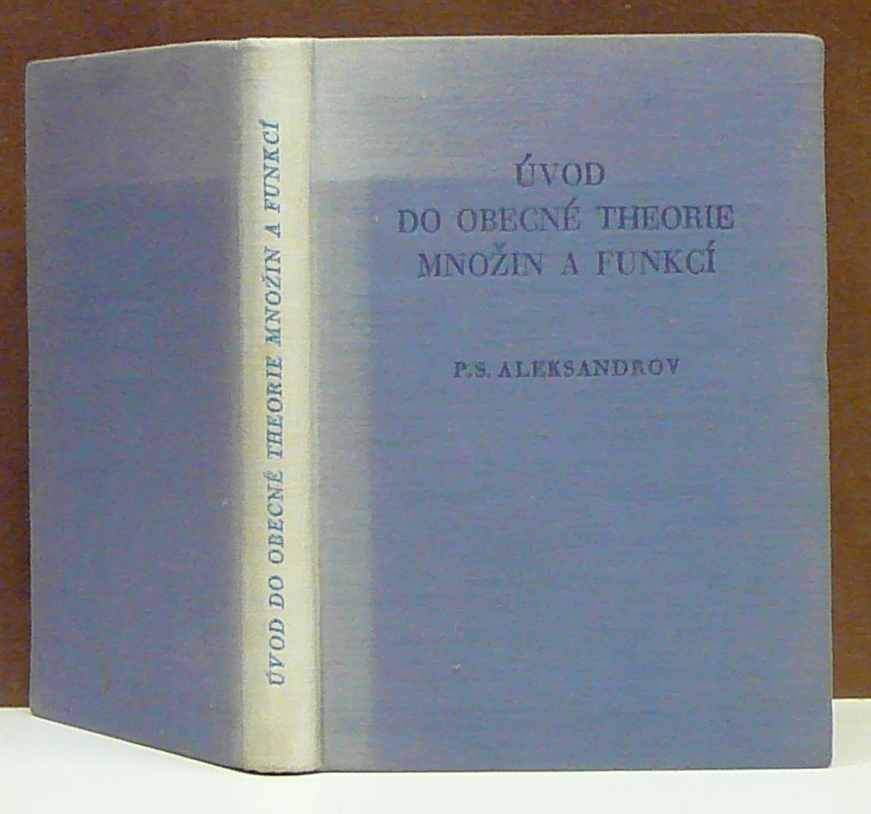 ÚVOD DO OBECNÉ THEORIE MNOŽIN A FUNKCÍ
ÚVOD
DO OBECNÉ THEORIE
MNOŽIN A FUNKCÍ
P. S. ALEKSANDROV